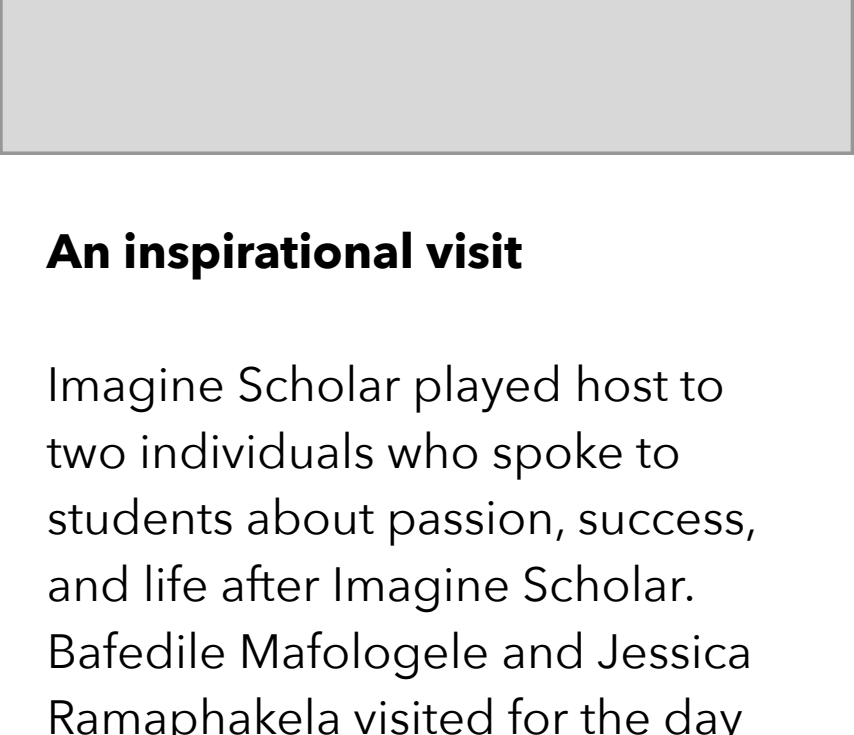 An inspirational visit
Imagine Scholar played host to
two individuals who spoke to
students about passion, success,
and life after Imagine Scholar.
Bafedile Mafologele and Jessica
Ramaphakela visited for the day